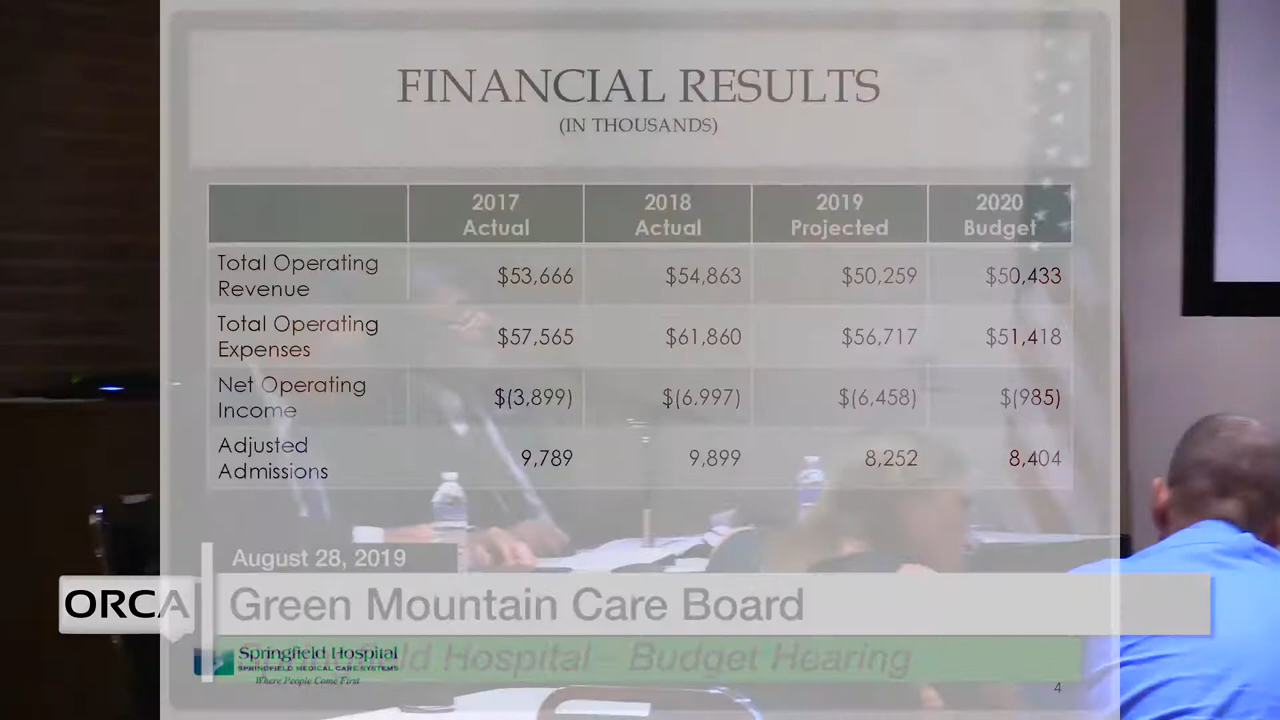 FINANCIAL RESULTS
(IN THOUSANDS)
2017 Actual 2018 Actual 2019 Projected 2020 Budget
Total Operating Revenue $53,666 $54,863 $50,259 $50,433
Total Operating Expenses $57,565 $61,860 $56,717 $51,418
Net Operating Income $(3,899) $(6.997) $(6,458) $(985)
Adjusted Admissions 9,789 9,899 8,252 8,404
August 28, 2019
ORCA
Green Mountain Care Board
Springfield Hospital - Budget Hearing
Springfield Hospital
SPRINGFIELD MEDICAL CARE SYSTEMS
Where People Come First
4